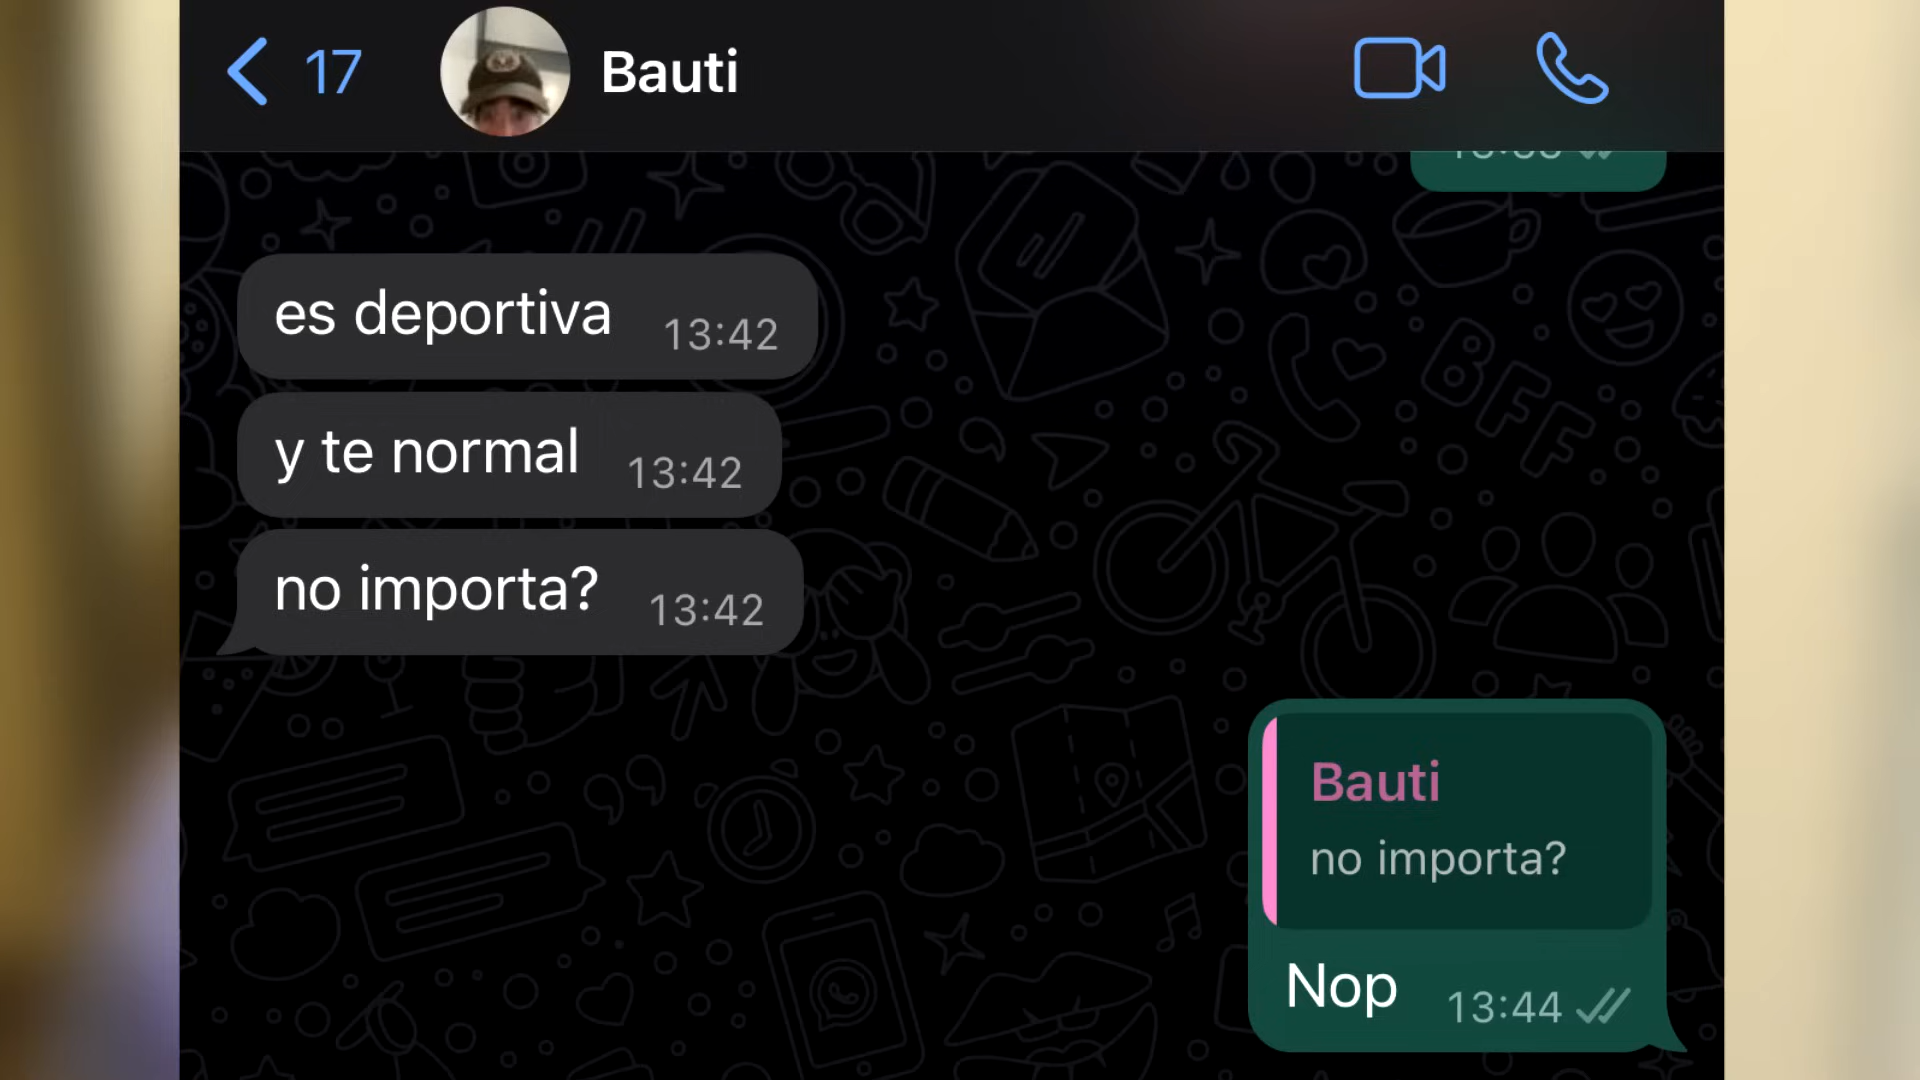 17
Bauti
es deportiva 13:42
y te normal 13:42
no importa? 13:42
Bauti
no importa?
Nop 13:44